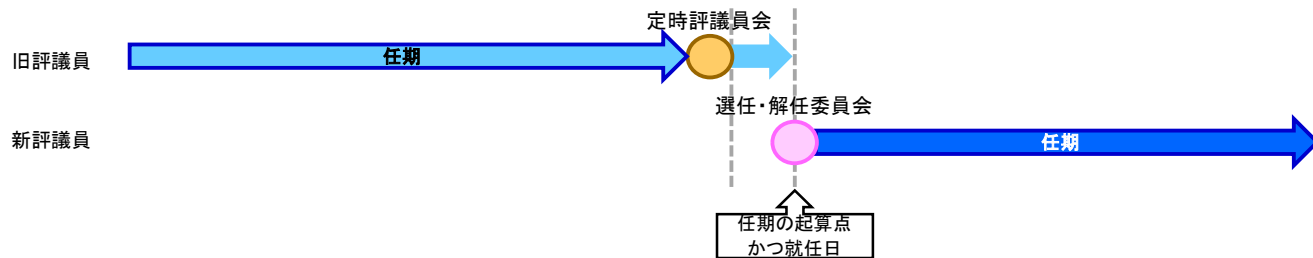 定時評議員会
旧評議員
任期
選任・解任委員会
新評議員
任期
任期の起算点
かつ就任日